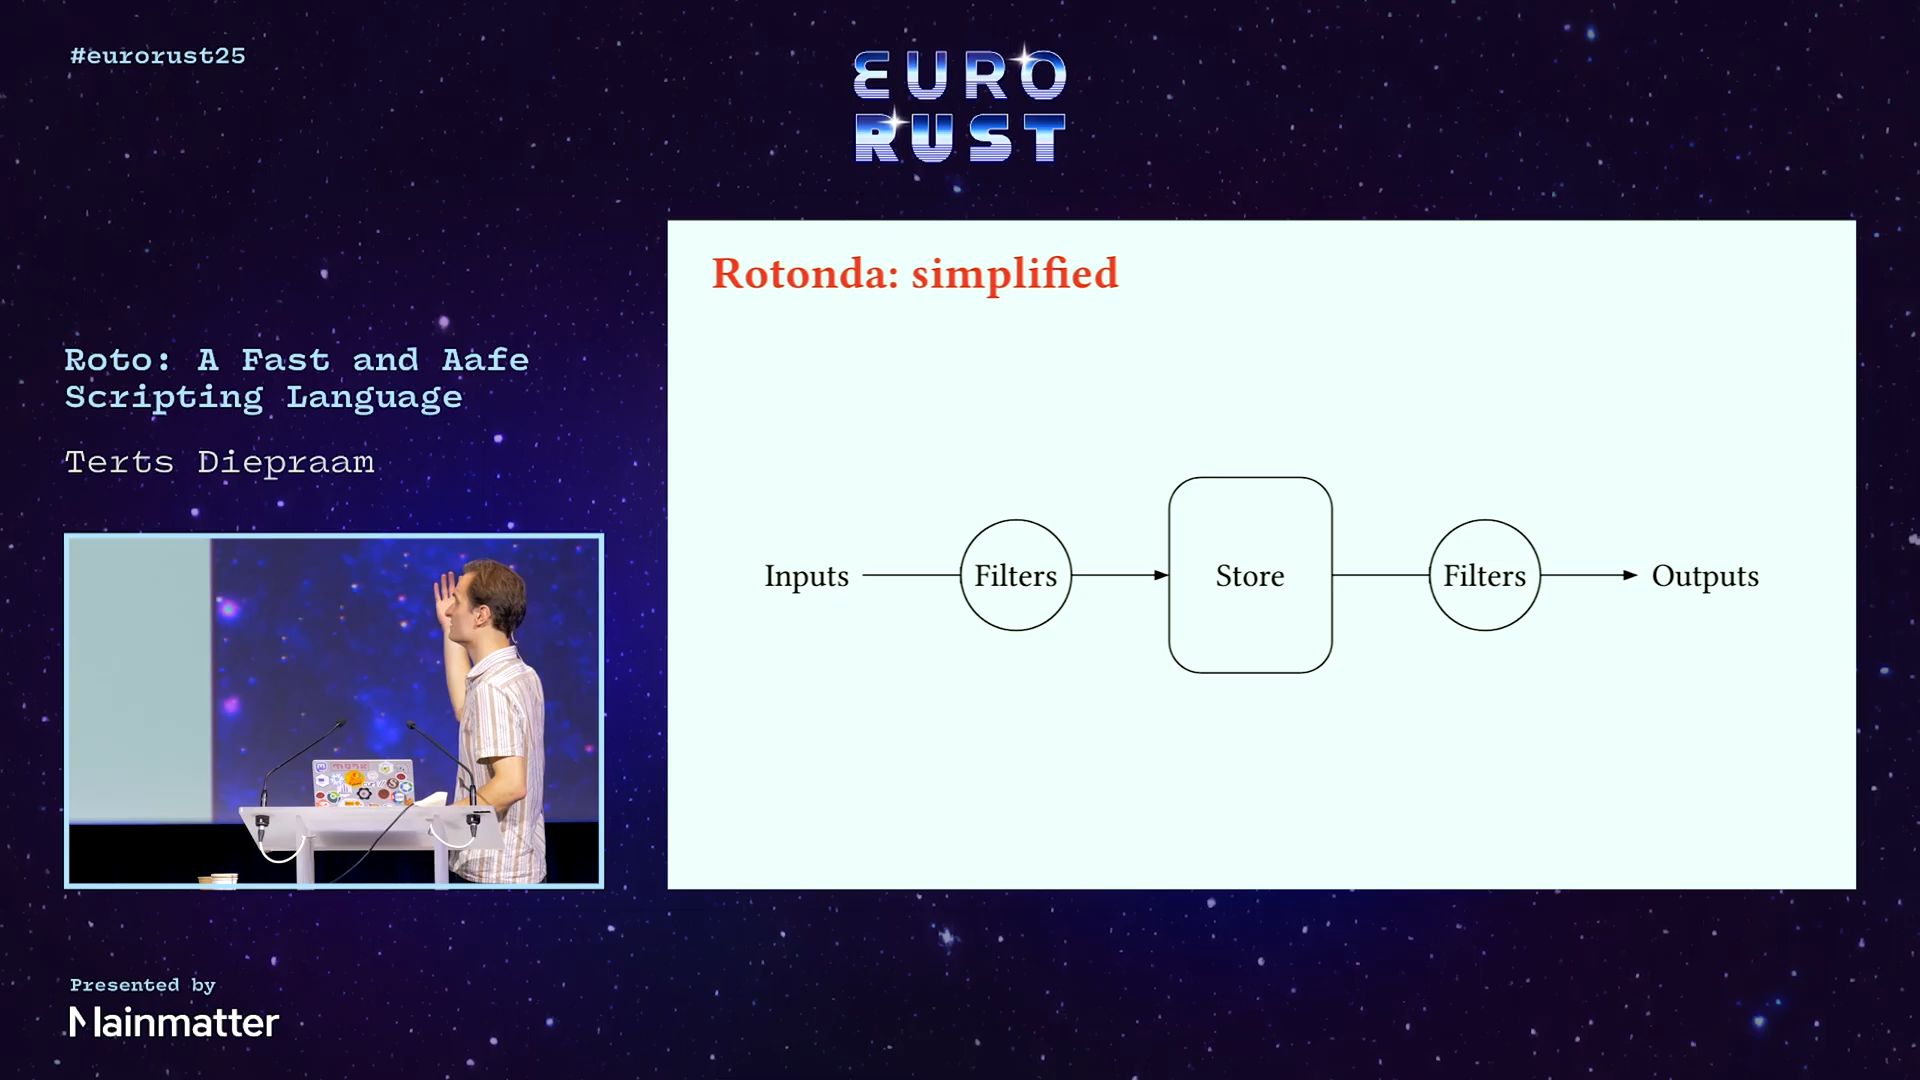 #eurorust25
EURO
RUST
Roto: A Fast and Aafe
Scripting Language
Terts Diepraam
Rotonda: simplified
Inputs
Filters
Store
Filters
Outputs
Presented by
Mainmatter